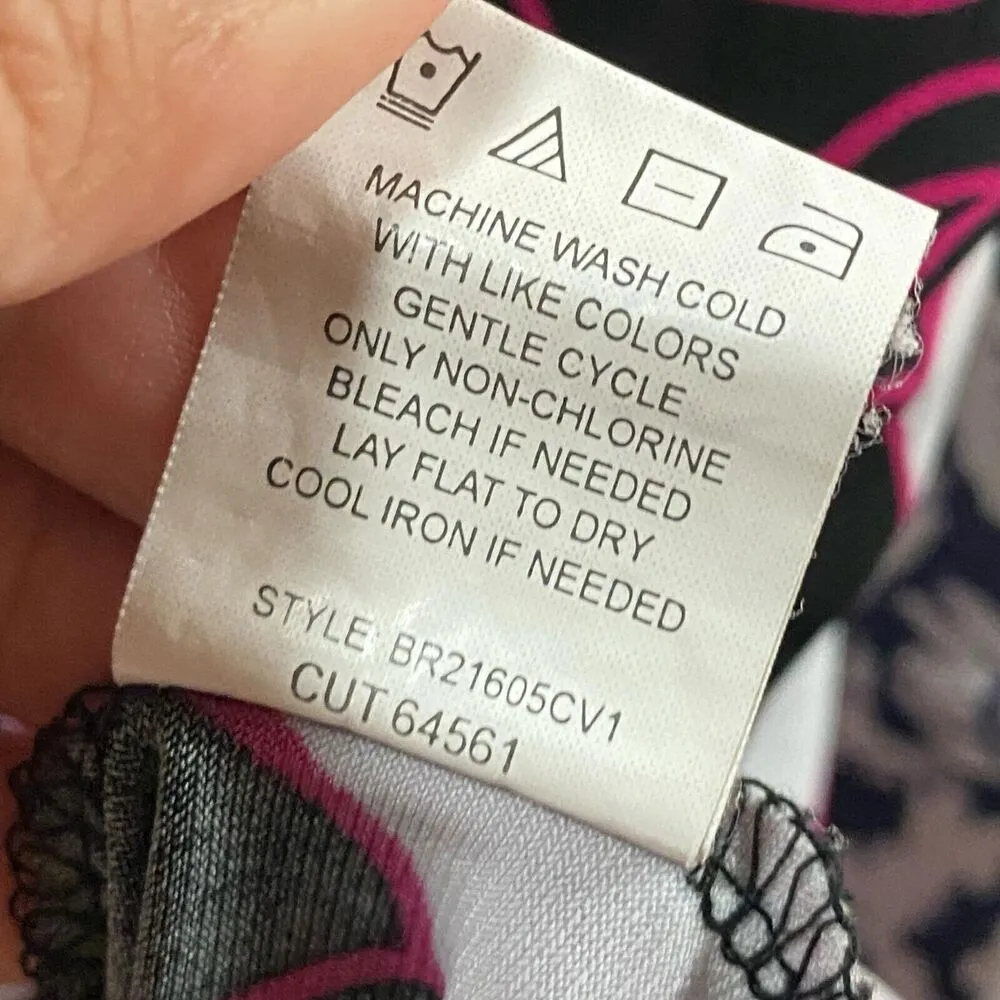 MACHINE WASH COLD
WITH LIKE COLORS
GENTLE CYCLE
ONLY NON-CHLORINE
BLEACH IF NEEDED
LAY FLAT TO DRY
COOL IRON IF NEEDED
STYLE: BR21605CV1
CUT 64561